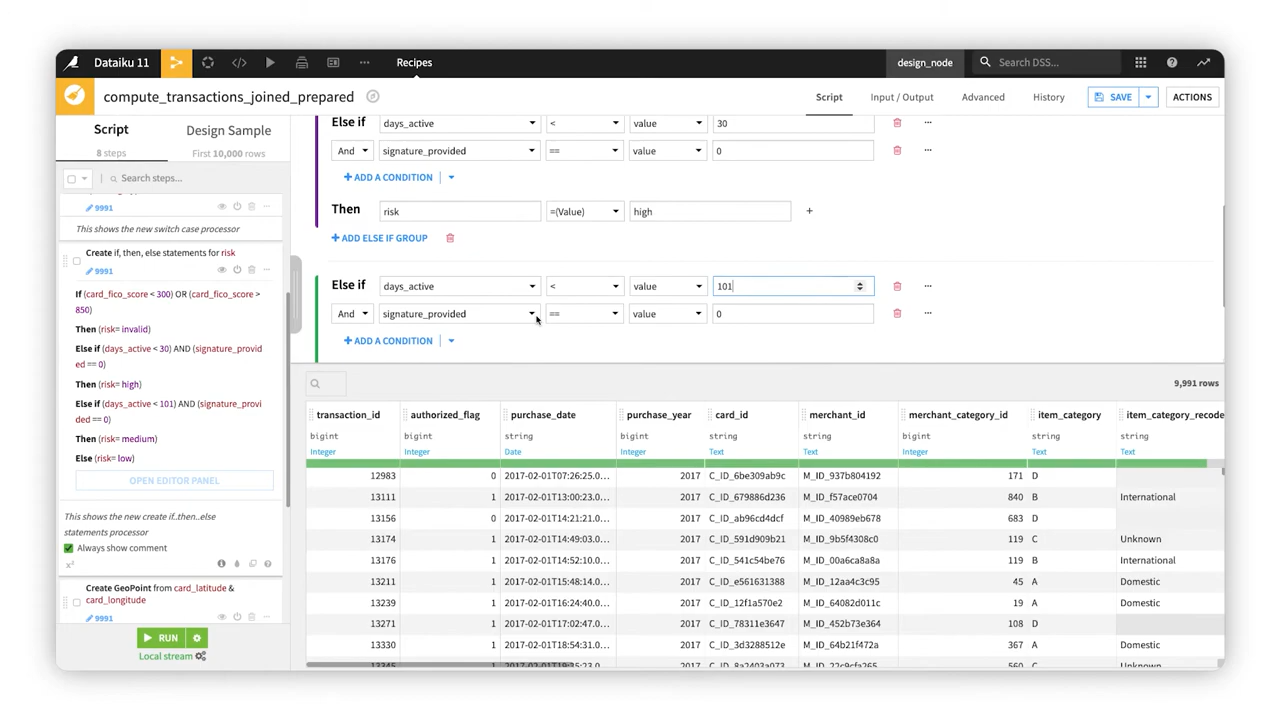 Dataiku 11
Recipes
design_node
Search DSS...
compute_transactions_joined_prepared
Script
Input / Output
Advanced
History
SAVE
ACTIONS
Script
8 steps
Design Sample
First 10,000 rows
Search steps...
9991
This shows the new switch case processor
Create if, then, else statements for risk
9991
If (card_fico_score < 300) OR (card_fico_score >
850)
Then (risk= invalid)
Else if (days_active < 30) AND (signature_provid
ed == 0)
Then (risk= high)
Else if (days_active < 101) AND (signature_provi
ded == 0)
Then (risk= medium)
Else (risk= low)
OPEN EDITOR PANEL
This shows the new create if..then..else
statements processor
Always show comment
Create GeoPoint from card_latitude &
card_longitude
9991
RUN
Local stream
Else if days_active < value 30
And signature_provided == value 0
+ ADD A CONDITION
Then risk =(Value) high +
+ ADD ELSE IF GROUP
Else if days_active < value 101
And signature_provided == value 0
+ ADD A CONDITION
9,991 rows
transaction_id authorized_flag purchase_date purchase_year card_id merchant_id merchant_category_id item_category item_category_recode
bigint bigint string bigint string string bigint string string
Integer Integer Date Integer Text Text Integer Text Text
12983 0 2017-02-01T07:26:25.0... 2017 C_ID_6be309ab9c M_ID_937b804192 171 D
13111 1 2017-02-01T13:00:23.0... 2017 C_ID_679886d236 M_ID_f57ace0704 840 B International
13156 0 2017-02-01T14:21:21.0... 2017 C_ID_ab96cd4dcf M_ID_40989eb678 683 D
13174 1 2017-02-01T14:49:03.0... 2017 C_ID_591d909b21 M_ID_9b5f4308c0 119 C Unknown
13176 1 2017-02-01T14:52:10.0... 2017 C_ID_541c54be76 M_ID_00a6ca8a8a 119 B International
13211 1 2017-02-01T15:48:14.0... 2017 C_ID_e561631388 M_ID_12aa4c3c95 45 A Domestic
13239 1 2017-02-01T16:24:40.0... 2017 C_ID_12f1a570e2 M_ID_64082d011c 19 A Domestic
13271 1 2017-02-01T17:02:47.0... 2017 C_ID_78311e3647 M_ID_452b73e364 108 D
13330 1 2017-02-01T18:54:31.0... 2017 C_ID_3d3288512e M_ID_64b21f472a 367 A Domestic
13345 1 2017 C_ID_8a2403a073 M_ID_22c9cfa265 560 C Unknown